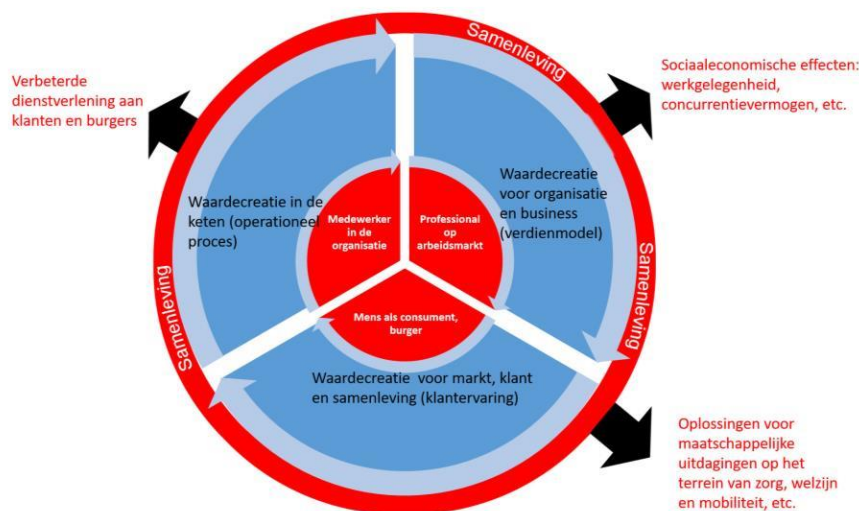 Samenleving
Sociaaleconomische effecten:
werkgelegenheid,
concurrentievermogen, etc.
Verbeterde
dienstverlening aan
klanten en burgers
Waardecreatie in de
keten (operationeel
proces)
Waardecreatie
voor organisatie
en business
(verdienmodel)
Medewerker
in de
organisatie
Professional
op
arbeidsmarkt
Mens als consument,
burger
Samenleving
Samenleving
Waardecreatie  voor markt, klant
en samenleving (klantervaring)
Oplossingen voor
maatschappelijke
uitdagingen op het
terrein van zorg, welzijn
en mobiliteit, etc.